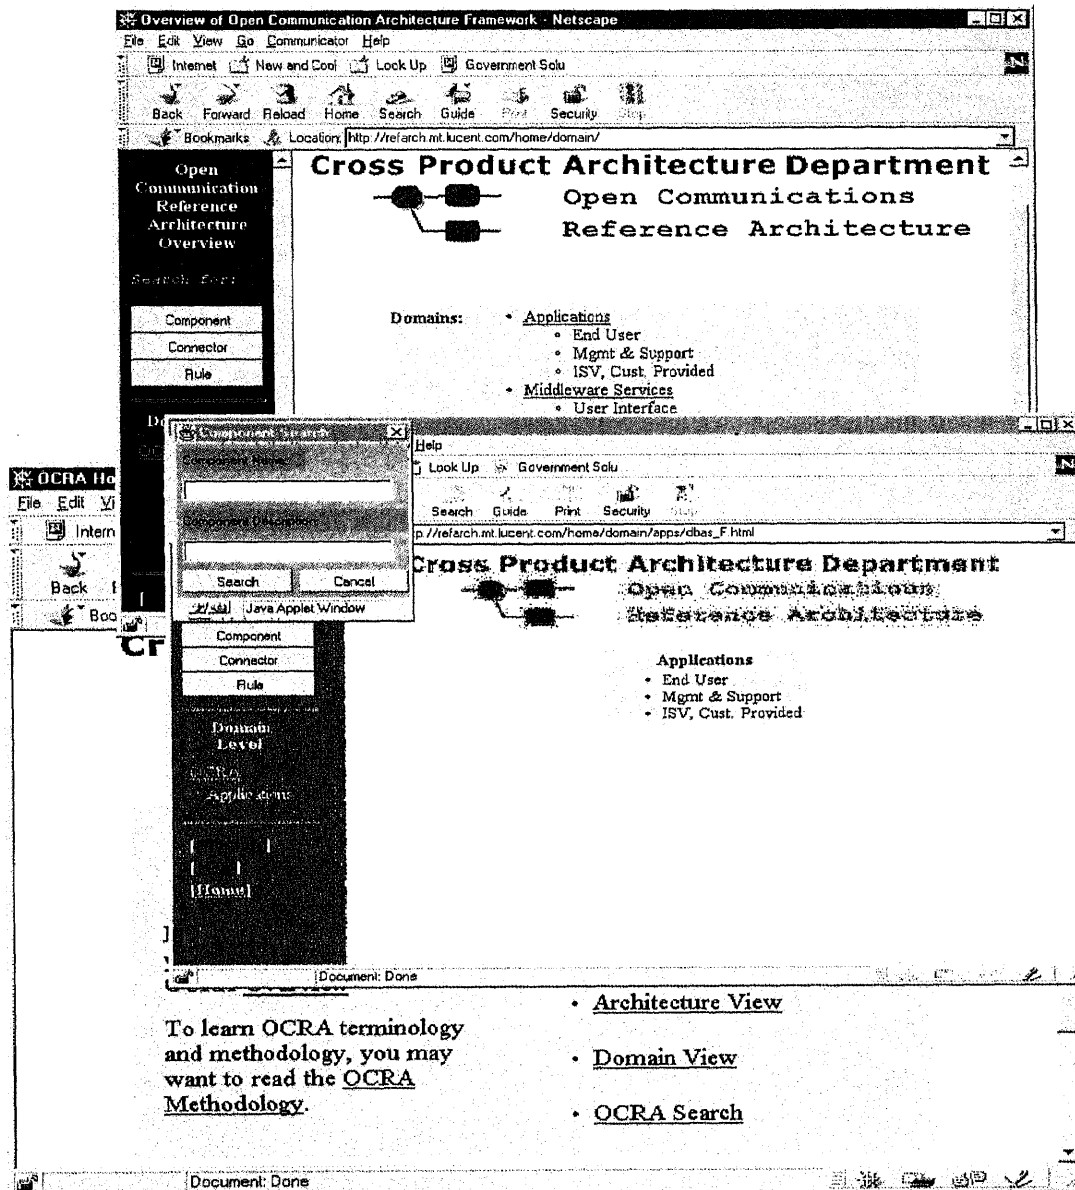 Overview of Open Communication Architecture Framework - Netscape
File Edit View Go Communicator Help
Internet New and Cool Look Up Government Solu
Back Forward Reload Home Search Guide Print Security Stop
Bookmarks Location: http://refarch.mt.lucent.com/home/domain/
Open
Communication
Reference
Architecture
Overview
Search for:
Component
Connector
Rule
Cross Product Architecture Department
Open Communications
Reference Architecture
Domains:
• Applications
◦ End User
◦ Mgmt & Support
◦ ISV, Cust. Provided
• Middleware Services
◦ User Interface
Component Search
Component Name:
Component Description:
Search Cancel
Java Applet Window
Help
Look Up Government Solu
Search Guide Print Security Stop
p://refarch.mt.lucent.com/home/domain/apps/dbas_F.html
Cross Product Architecture Department
Open Communications
Reference Architecture
Component
Connector
Rule
Domain
Level
OCRA
Applications
[Home]
Applications
• End User
• Mgmt & Support
• ISV, Cust. Provided
Document: Done
OCRA Ho
File Edit Vi
Intern
Back
Boo
Cr
To learn OCRA terminology
and methodology, you may
want to read the OCRA
Methodology.
• Architecture View
• Domain View
• OCRA Search
Document: Done